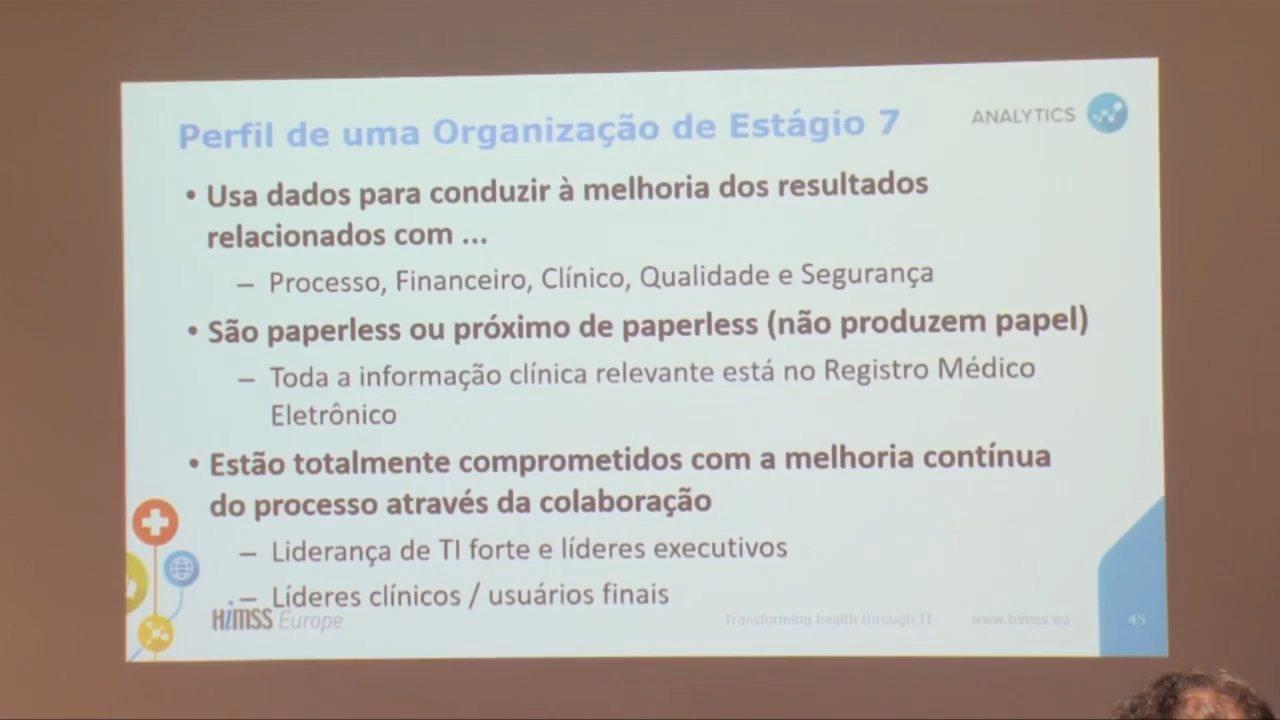 ANALYTICS
Perfil de uma Organização de Estágio 7
• Usa dados para conduzir à melhoria dos resultados
relacionados com ...
– Processo, Financeiro, Clínico, Qualidade e Segurança
• São paperless ou próximo de paperless (não produzem papel)
– Toda a informação clínica relevante está no Registro Médico
Eletrônico
• Estão totalmente comprometidos com a melhoria contínua
do processo através da colaboração
– Liderança de TI forte e líderes executivos
– Líderes clínicos / usuários finais
HiMSS Europe
Transforming health through IT
www.himss.eu
45